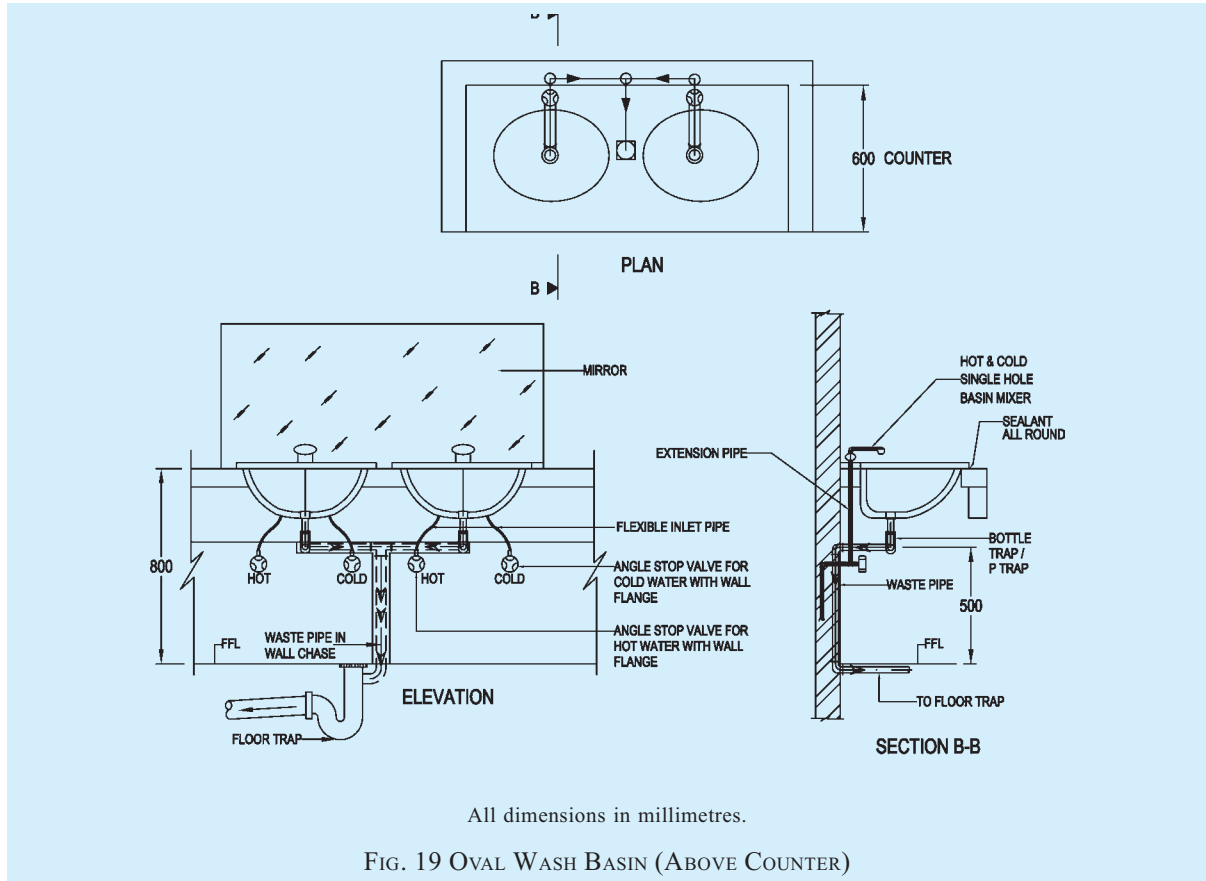 B
600 COUNTER
PLAN
B
MIRROR
HOT & COLD
SINGLE HOLE
BASIN MIXER
SEALANT
ALL ROUND
EXTENSION PIPE
FLEXIBLE INLET PIPE
BOTTLE
TRAP /
P TRAP
800
HOT
COLD
HOT
COLD
ANGLE STOP VALVE FOR
COLD WATER WITH WALL
FLANGE
WASTE PIPE
500
ANGLE STOP VALVE FOR
HOT WATER WITH WALL
FLANGE
FFL
WASTE PIPE IN
WALL CHASE
FFL
ELEVATION
TO FLOOR TRAP
FLOOR TRAP
SECTION B-B
All dimensions in millimetres.
FIG. 19 OVAL WASH BASIN (ABOVE COUNTER)